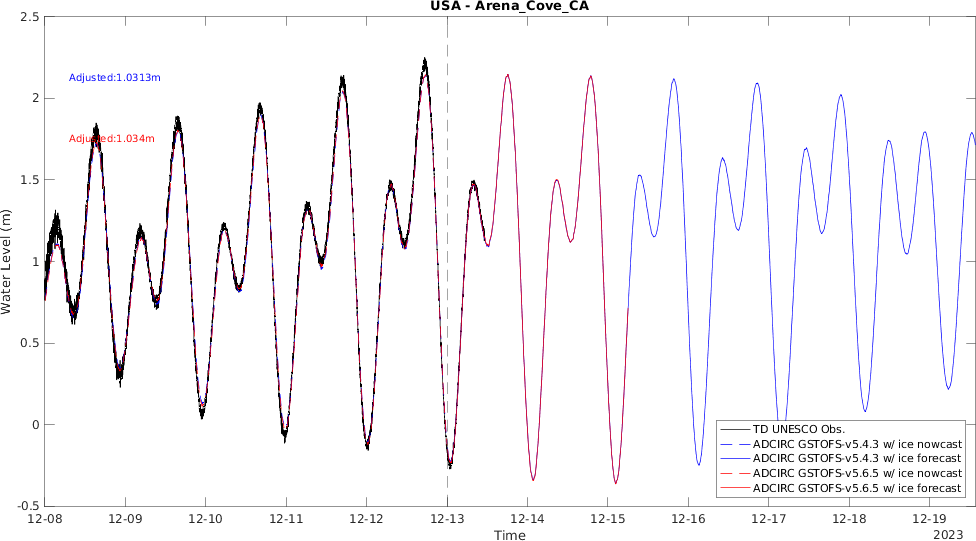 USA - Arena_Cove_CA
2.5
2
1.5
1
0.5
0
-0.5
Water Level (m)
Adjusted:1.0313m
Adjusted:1.034m
TD UNESCO Obs.
ADCIRC GSTOFS-v5.4.3 w/ ice nowcast
ADCIRC GSTOFS-v5.4.3 w/ ice forecast
ADCIRC GSTOFS-v5.6.5 w/ ice nowcast
ADCIRC GSTOFS-v5.6.5 w/ ice forecast
12-08 12-09 12-10 12-11 12-12 12-13 12-14 12-15 12-16 12-17 12-18 12-19
Time
2023